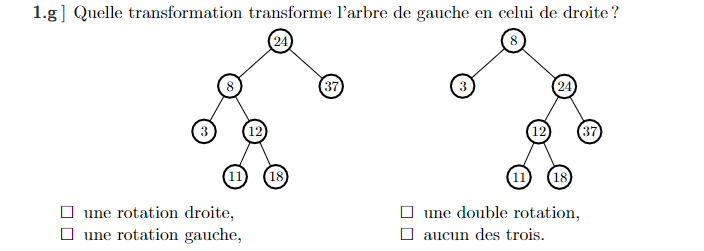 1.g ] Quelle transformation transforme l'arbre de gauche en celui de droite ?
24 8
8 37 3 24
3 12 12 37
11 18 11 18
☐ une rotation droite, ☐ une double rotation,
☐ une rotation gauche, ☐ aucun des trois.